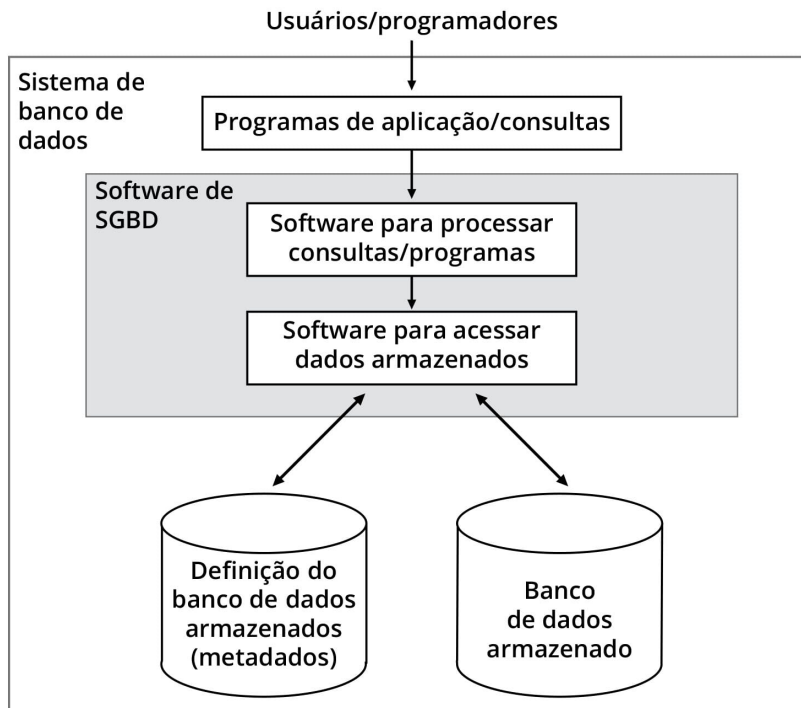 Usuários/programadores
Sistema de
banco de
dados
Programas de aplicação/consultas
Software de
SGBD
Software para processar
consultas/programas
Software para acessar
dados armazenados
Definição do
banco de dados
armazenados
(metadados)
Banco
de dados
armazenado